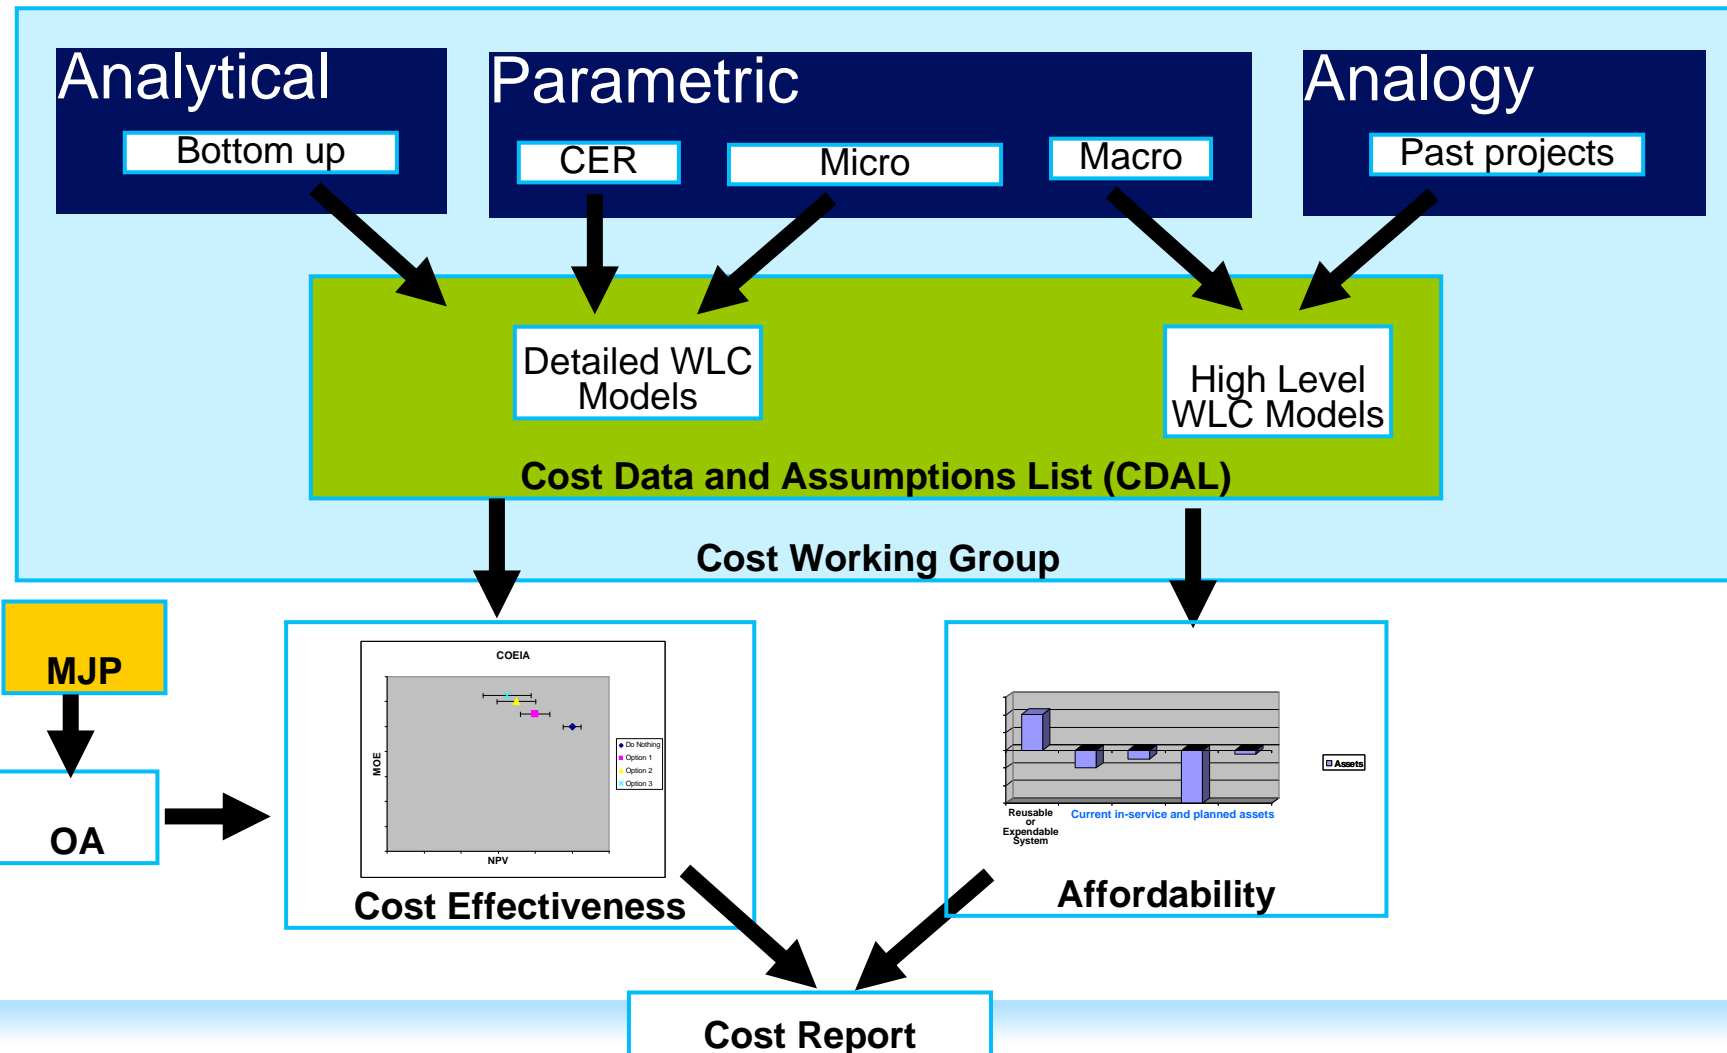 Analytical
Parametric
Analogy
Bottom up
CER
Micro
Macro
Past projects
Detailed WLC
Models
High Level
WLC Models
Cost Data and Assumptions List (CDAL)
Cost Working Group
MJP
OA
COEIA
MOE
NPV
Do Nothing
Option 1
Option 2
Option 3
Cost Effectiveness
Assets
Reusable
or
Expendable
System
Current in-service and planned assets
Affordability
Cost Report